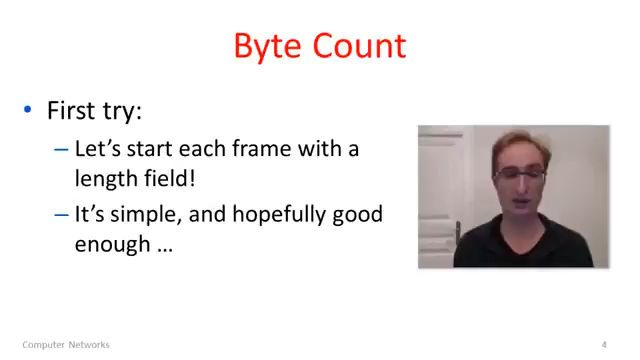 Byte Count
• First try:
– Let's start each frame with a
length field!
– It's simple, and hopefully good
enough …
Computer Networks
4